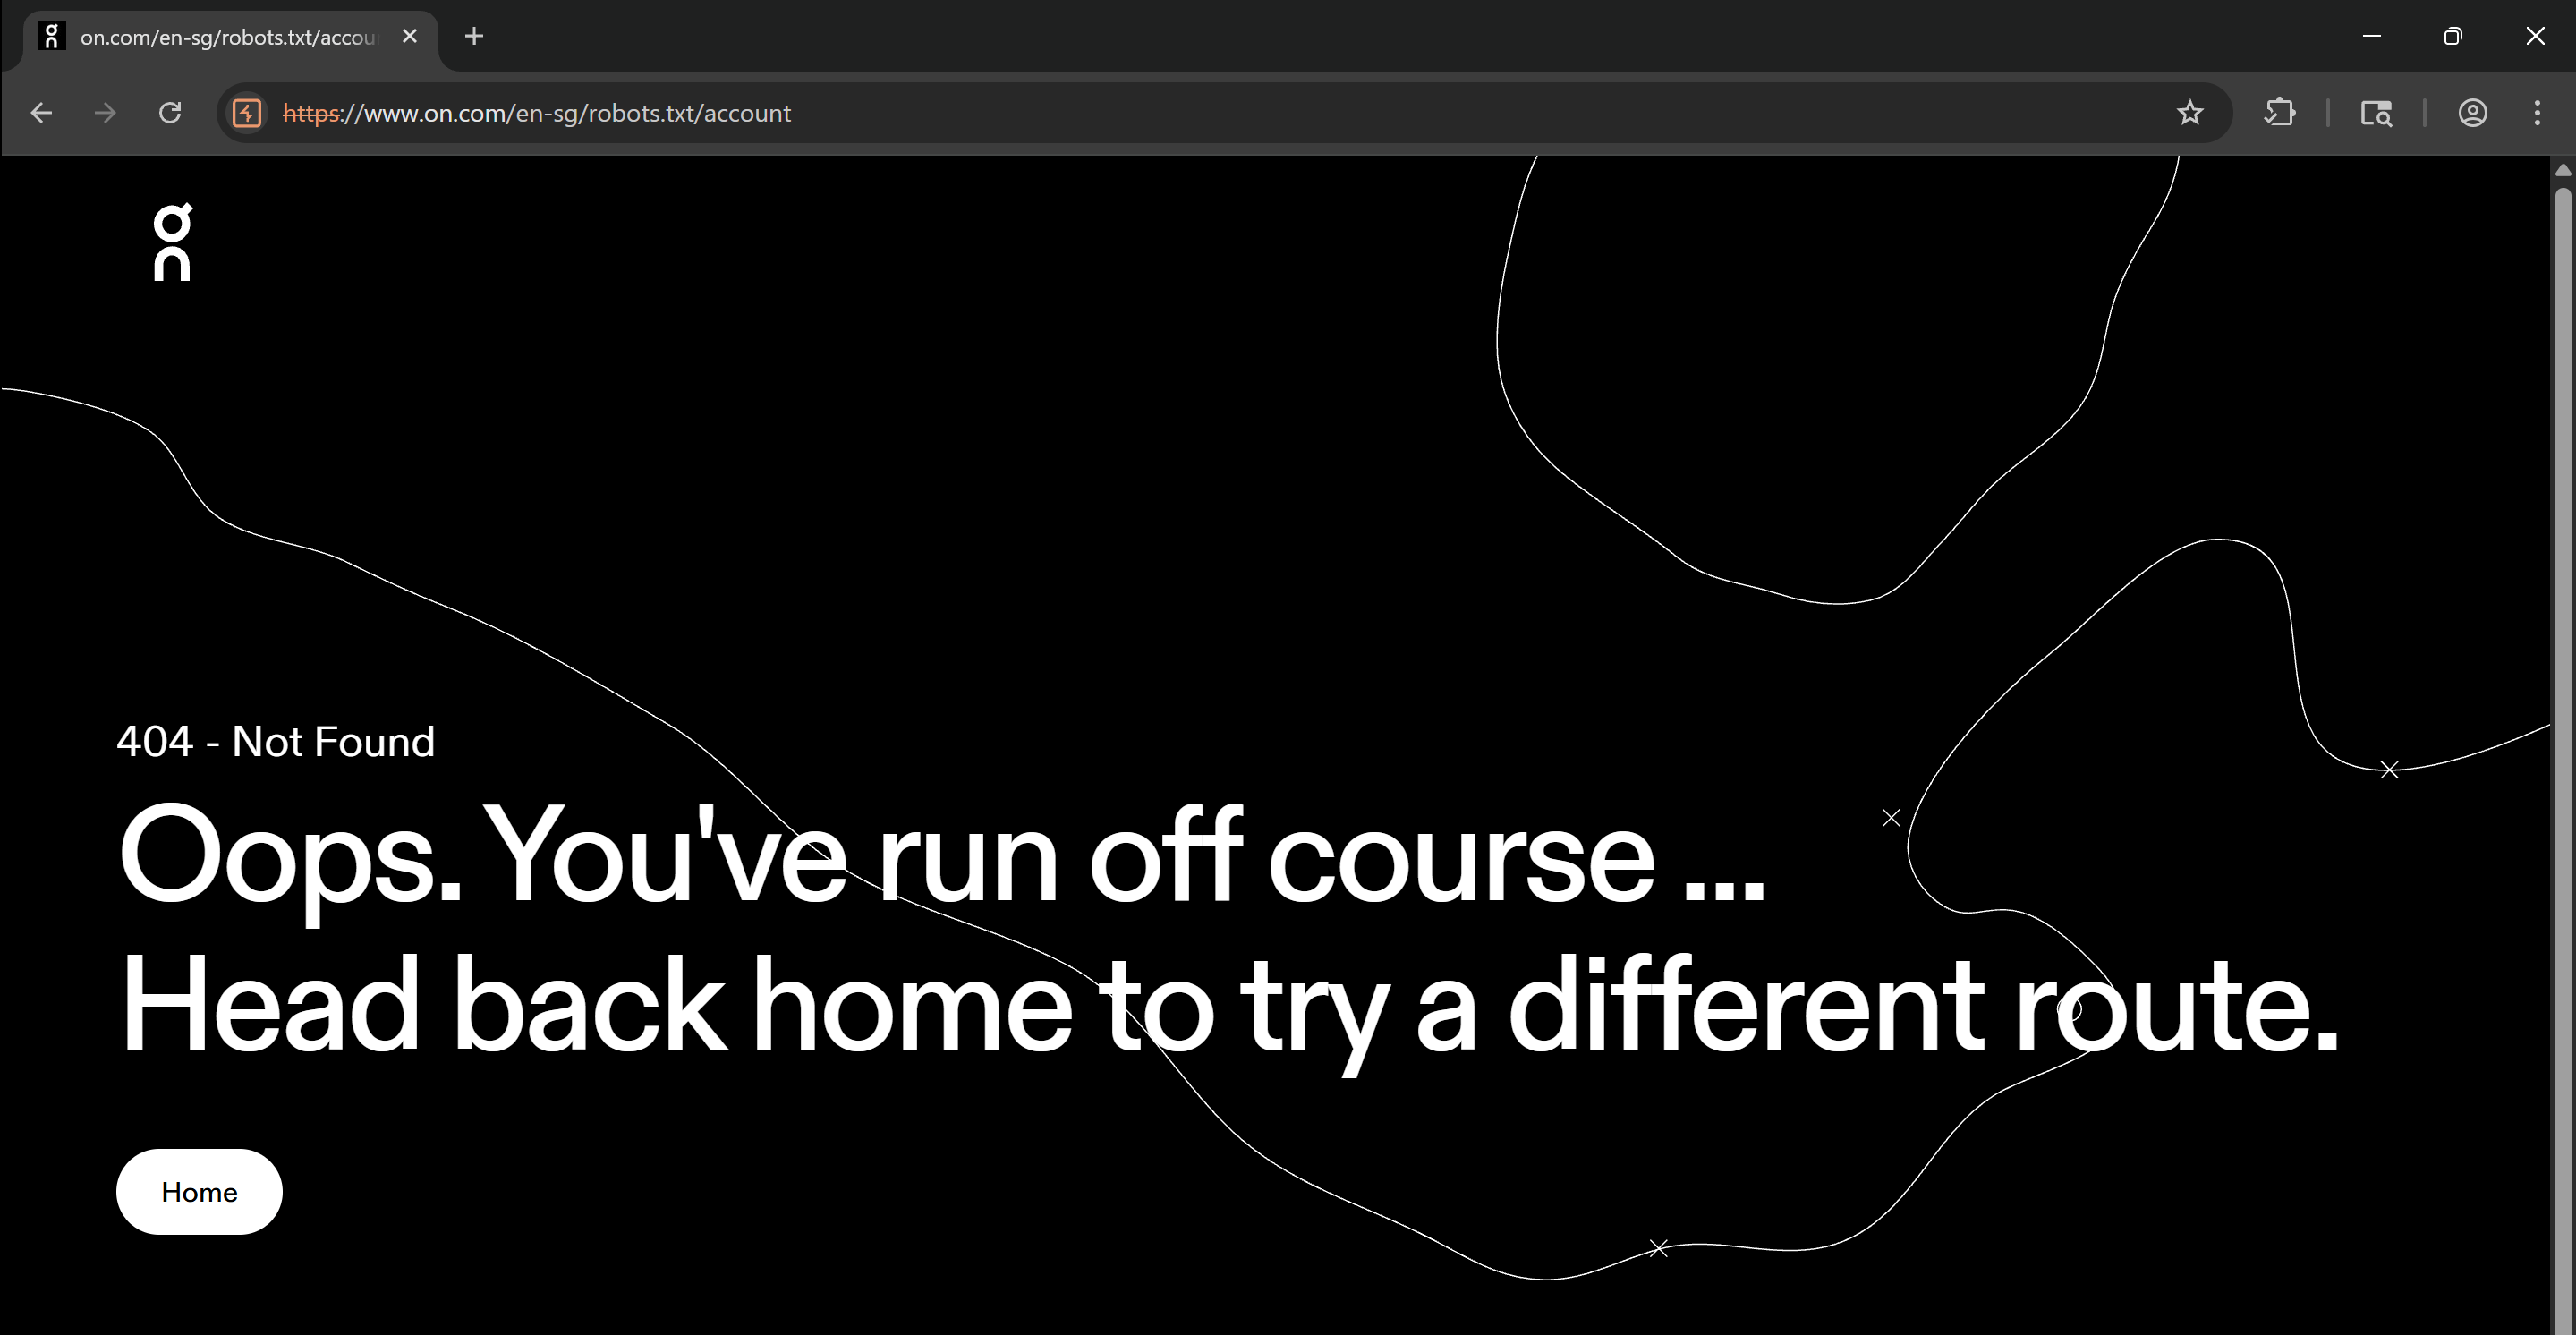 on.com/en-sg/robots.txt/accou
https://www.on.com/en-sg/robots.txt/account
on
404 - Not Found
Oops. You've run off course ...
Head back home to try a different route.
Home